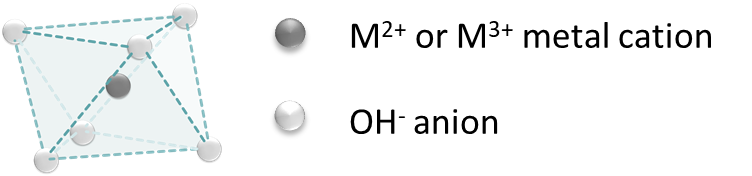 M²⁺ or M³⁺ metal cation
OH⁻ anion